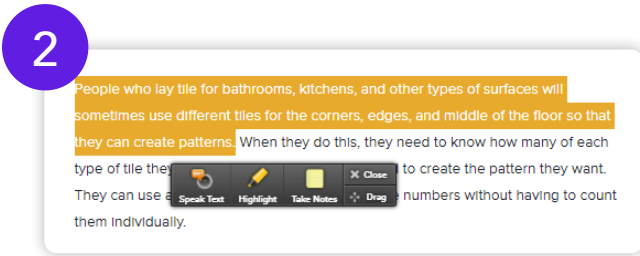 2
People who lay tile for bathrooms, kitchens, and other types of surfaces will
sometimes use different tiles for the corners, edges, and middle of the floor so that
they can create patterns. When they do this, they need to know how many of each
type of tile they to create the pattern they want.
They can use numbers without having to count
them individually.
Speak Text Highlight Take Notes Close
Drag